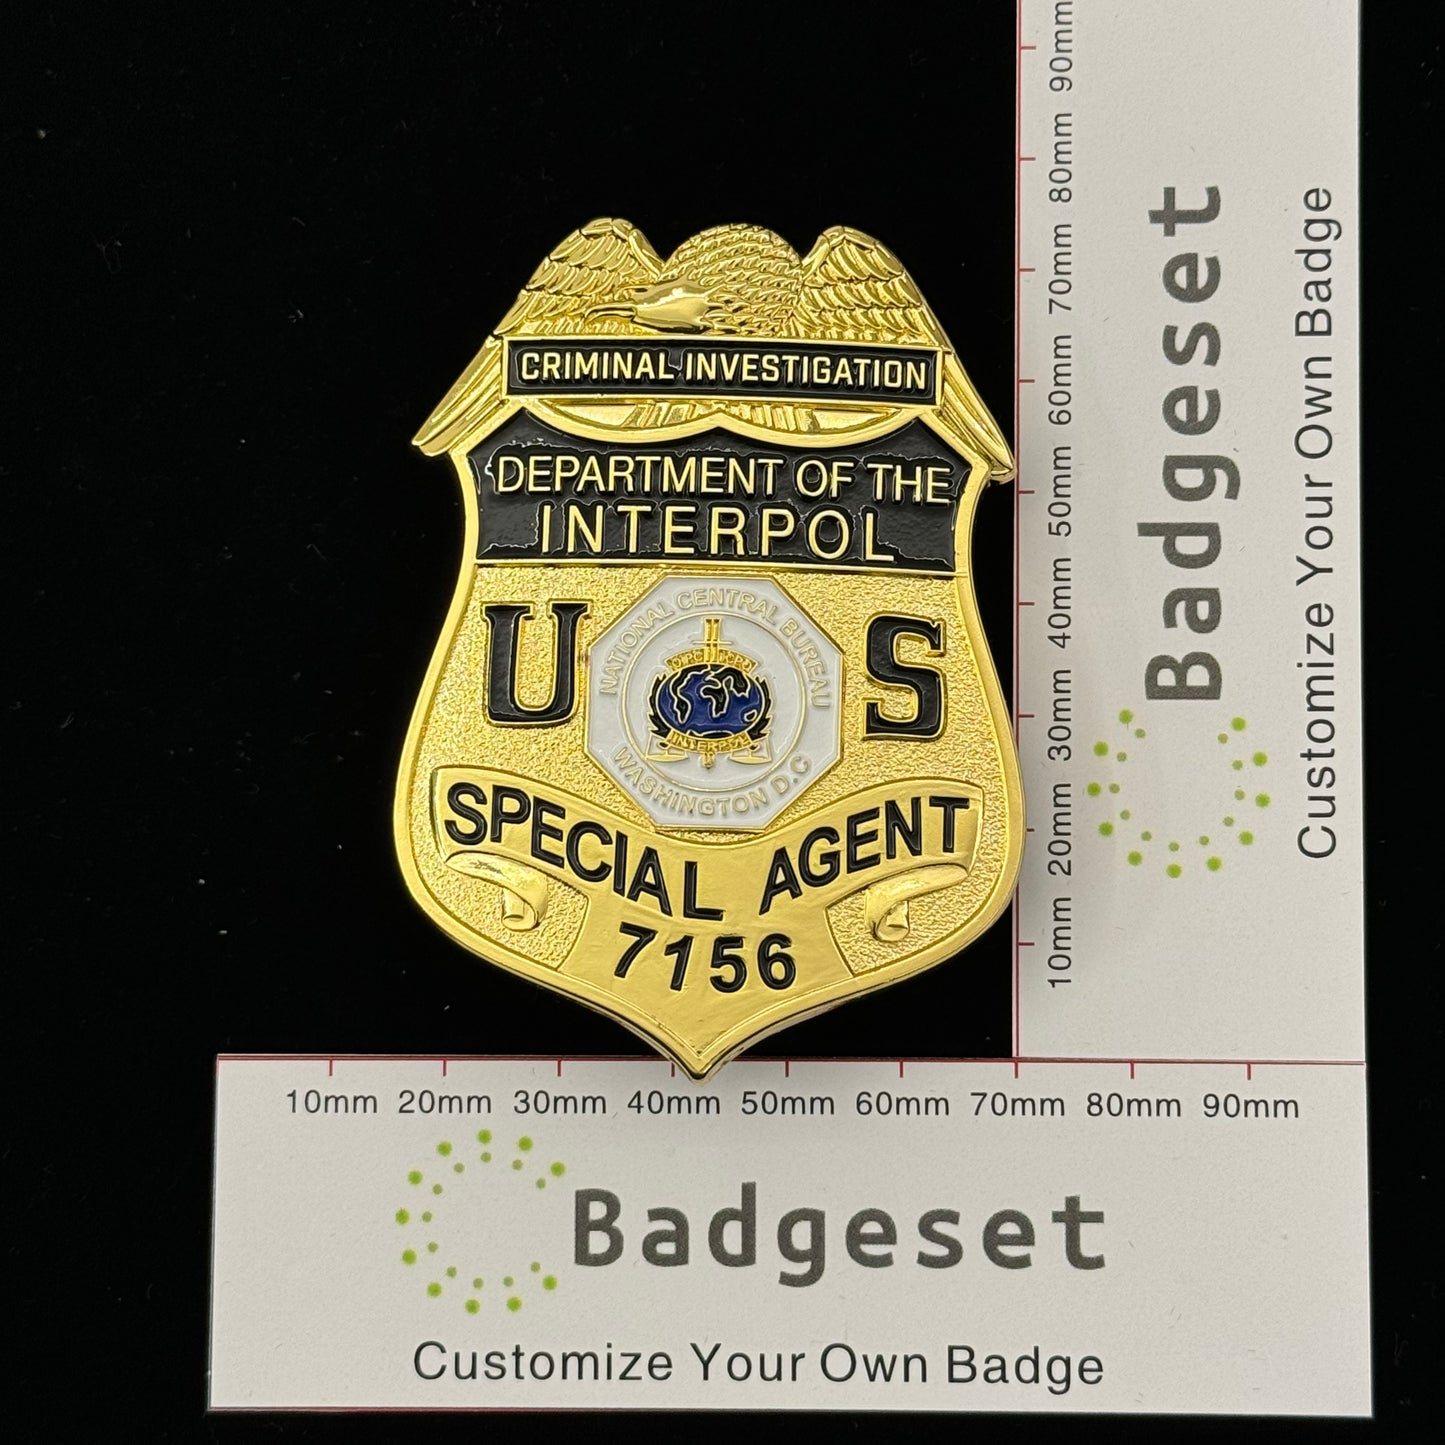 CRIMINAL INVESTIGATION
DEPARTMENT OF THE
INTERPOL
U S
NATIONAL CENTRAL BUREAU
INTERPOL
WASHINGTON D.C
SPECIAL AGENT
7156
10mm 20mm 30mm 40mm 50mm 60mm 70mm 80mm 90mm
Badgeset
Customize Your Own Badge
10mm 20mm 30mm 40mm 50mm 60mm 70mm 80mm 90mm
Badgeset
Customize Your Own Badge